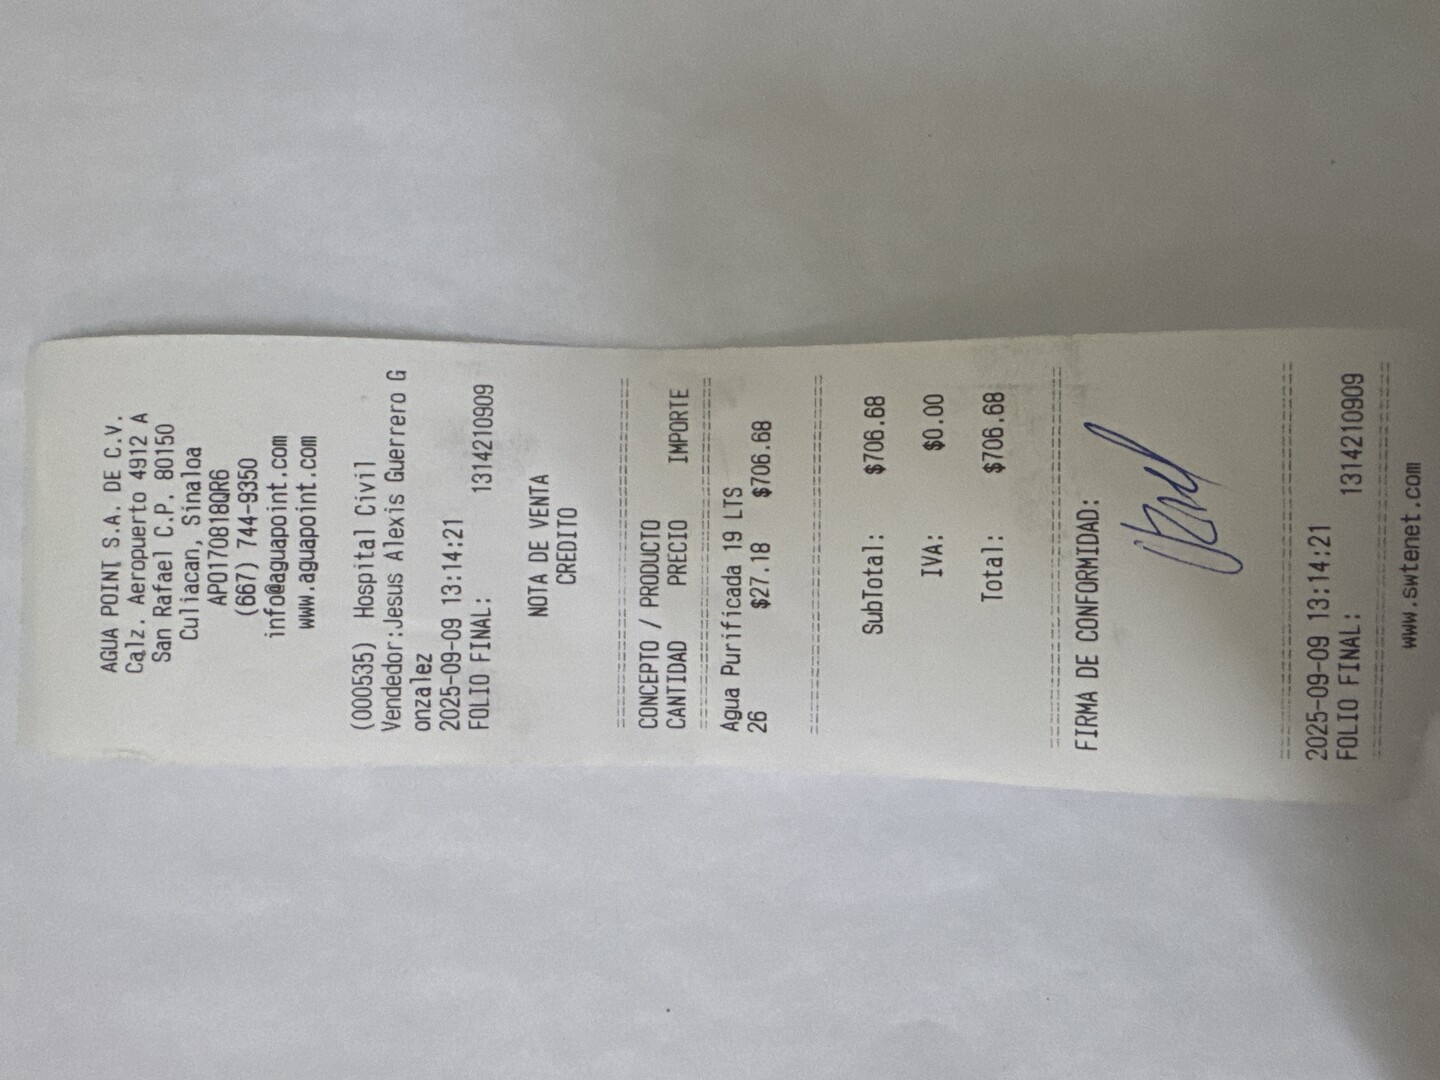 AGUA POINT S.A. DE C.V.
Calz. Aeropuerto 4912 A
San Rafael C.P. 80150
Culiacan, Sinaloa
APO170818QR6
(667) 744-9350
info@aguapoint.com
www.aguapoint.com
(000535) Hospital Civil
Vendedor:Jesus Alexis Guerrero G
onzalez
2025-09-09 13:14:21
FOLIO FINAL: 1314210909
NOTA DE VENTA
CREDITO
CONCEPTO / PRODUCTO
CANTIDAD PRECIO IMPORTE
Agua Purificada 19 LTS
26 $27.18 $706.68
SubTotal: $706.68
IVA: $0.00
Total: $706.68
FIRMA DE CONFORMIDAD:
2025-09-09 13:14:21
FOLIO FINAL: 1314210909
www.swtenet.com